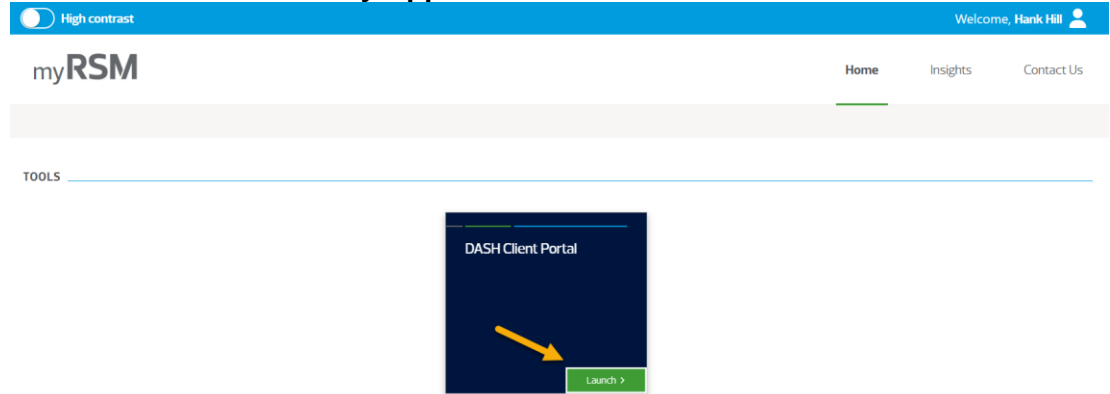 High contrast
Welcome, Hank Hill
myRSM
Home
Insights
Contact Us
TOOLS
DASH Client Portal
Launch >